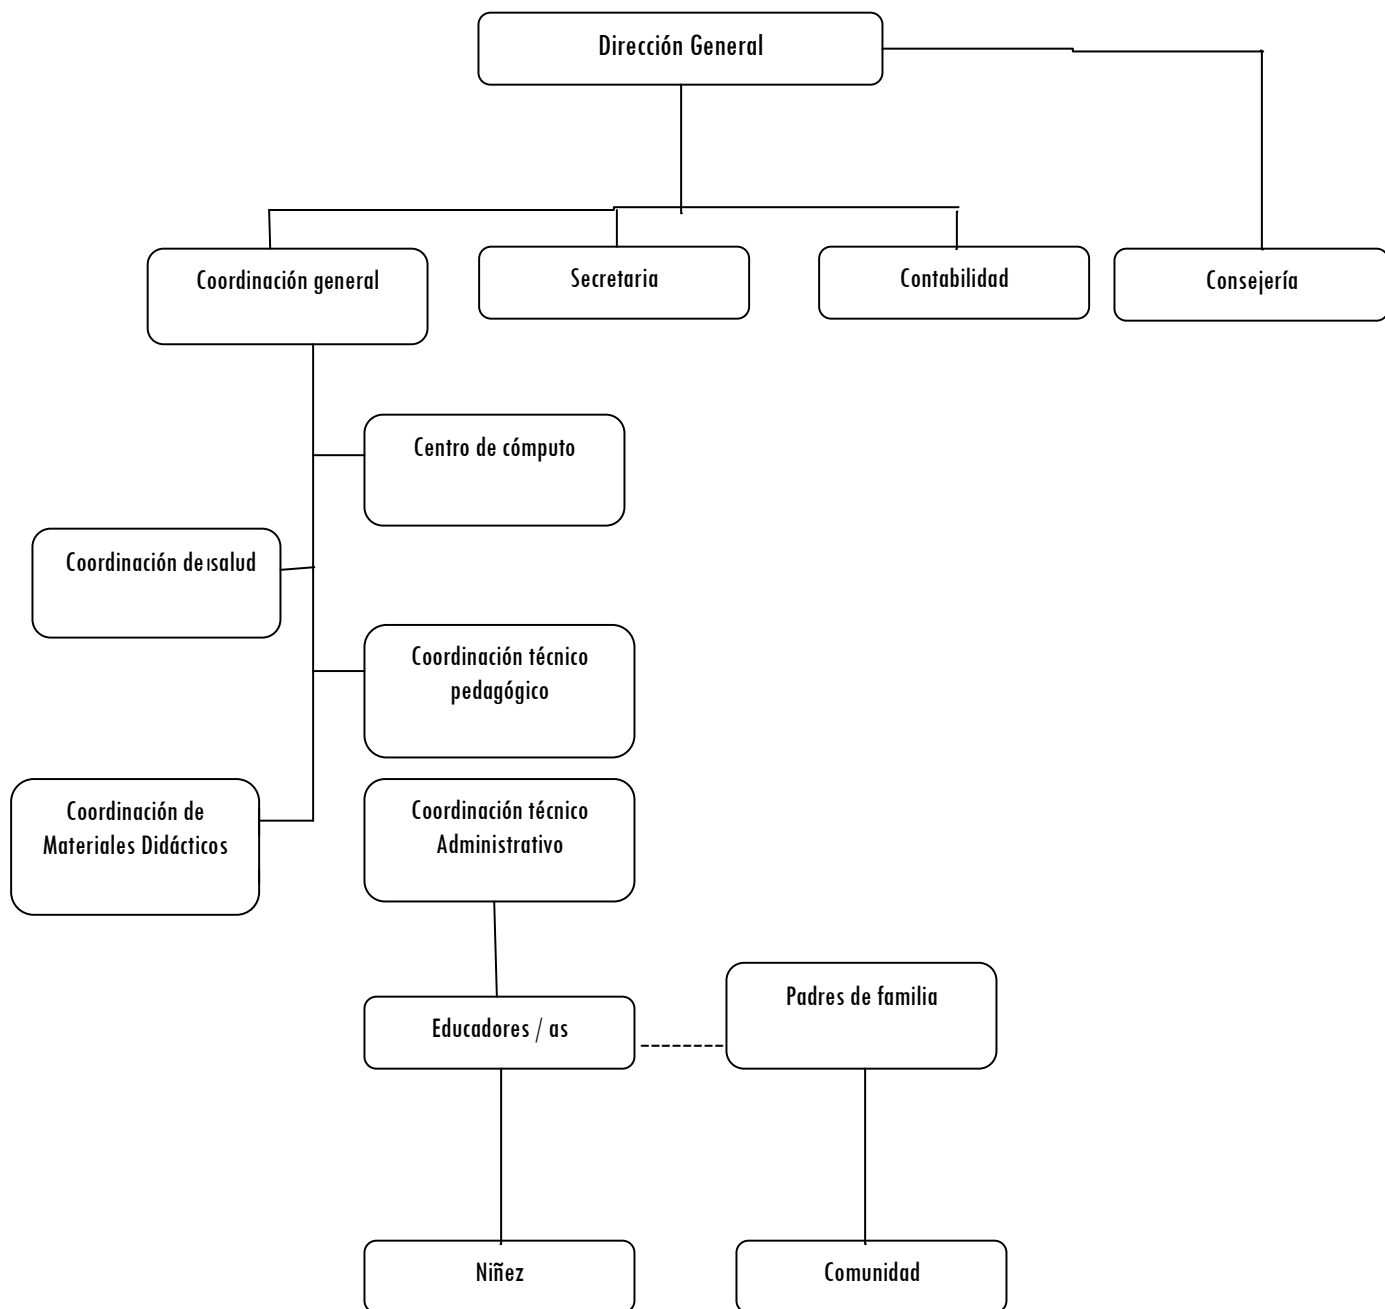 Dirección General
Coordinación general
Secretaria
Contabilidad
Consejería
Centro de cómputo
Coordinación de salud
Coordinación técnico
pedagógico
Coordinación de
Materiales Didácticos
Coordinación técnico
Administrativo
Padres de familia
Educadores / as
Niñez
Comunidad